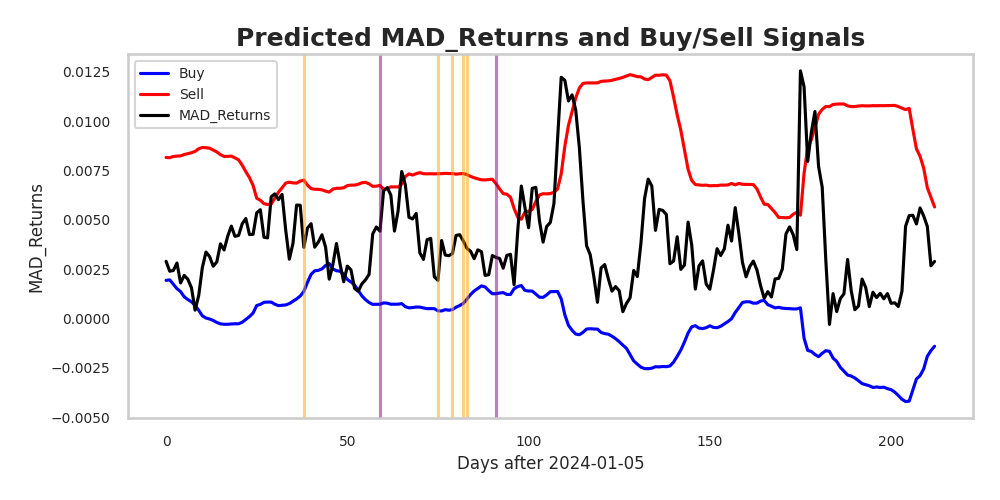 Predicted MAD_Returns and Buy/Sell Signals
Buy
Sell
MAD_Returns
0.0125
0.0100
0.0075
0.0050
0.0025
0.0000
−0.0025
−0.0050
MAD_Returns
0 50 100 150 200
Days after 2024-01-05